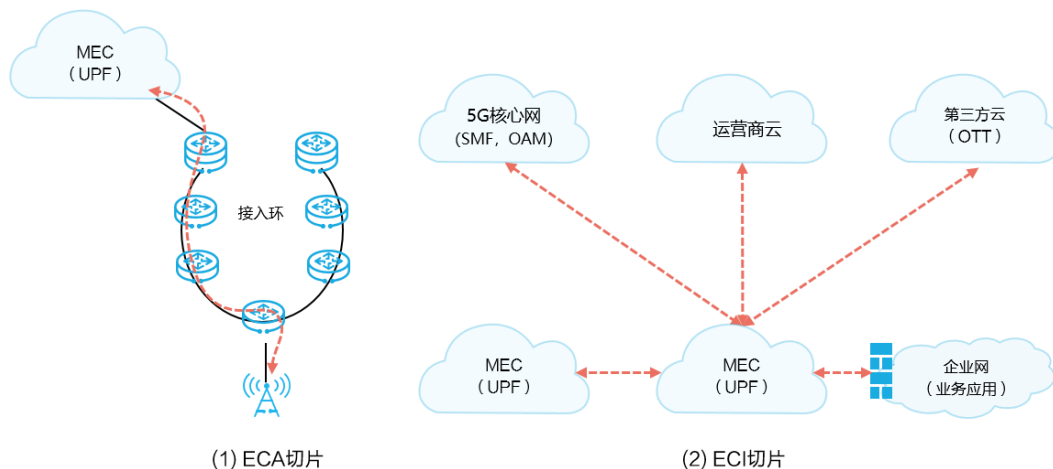 MEC
（UPF）
接入环
(1) ECA切片
5G核心网
(SMF，OAM)
运营商云
第三方云
（OTT）
MEC
（UPF）
MEC
（UPF）
企业网
（业务应用）
(2) ECI切片